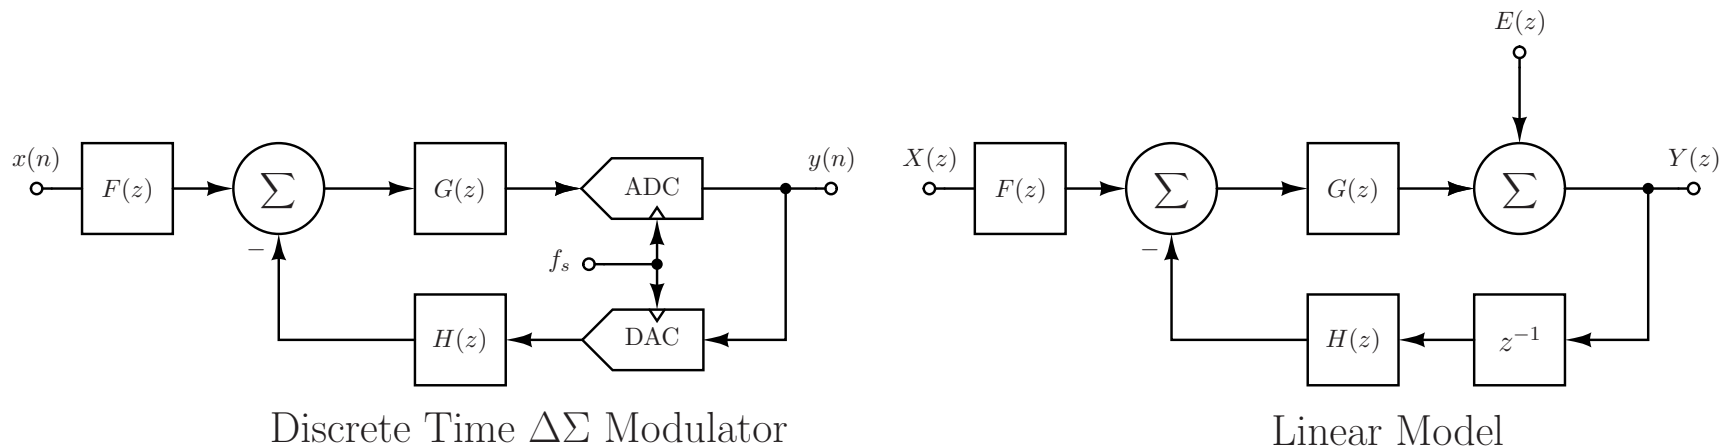 E(z)
x(n)
F(z)
∑
G(z)
ADC
y(n)
X(z)
F(z)
∑
G(z)
∑
Y(z)
−
f_s
−
H(z)
DAC
H(z)
z^{-1}
Discrete Time ΔΣ Modulator
Linear Model